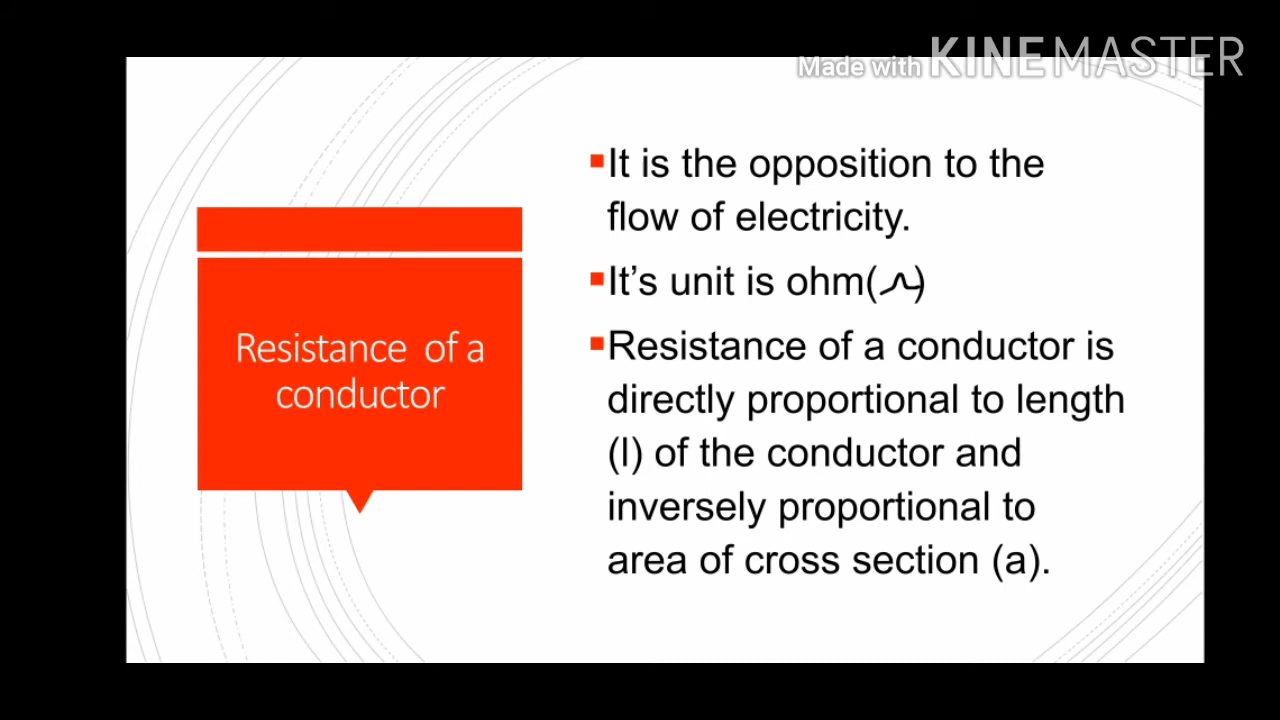 Made with KINEMASTER
Resistance of a
conductor
▪It is the opposition to the
flow of electricity.
▪It’s unit is ohm()
▪Resistance of a conductor is
directly proportional to length
(l) of the conductor and
inversely proportional to
area of cross section (a).